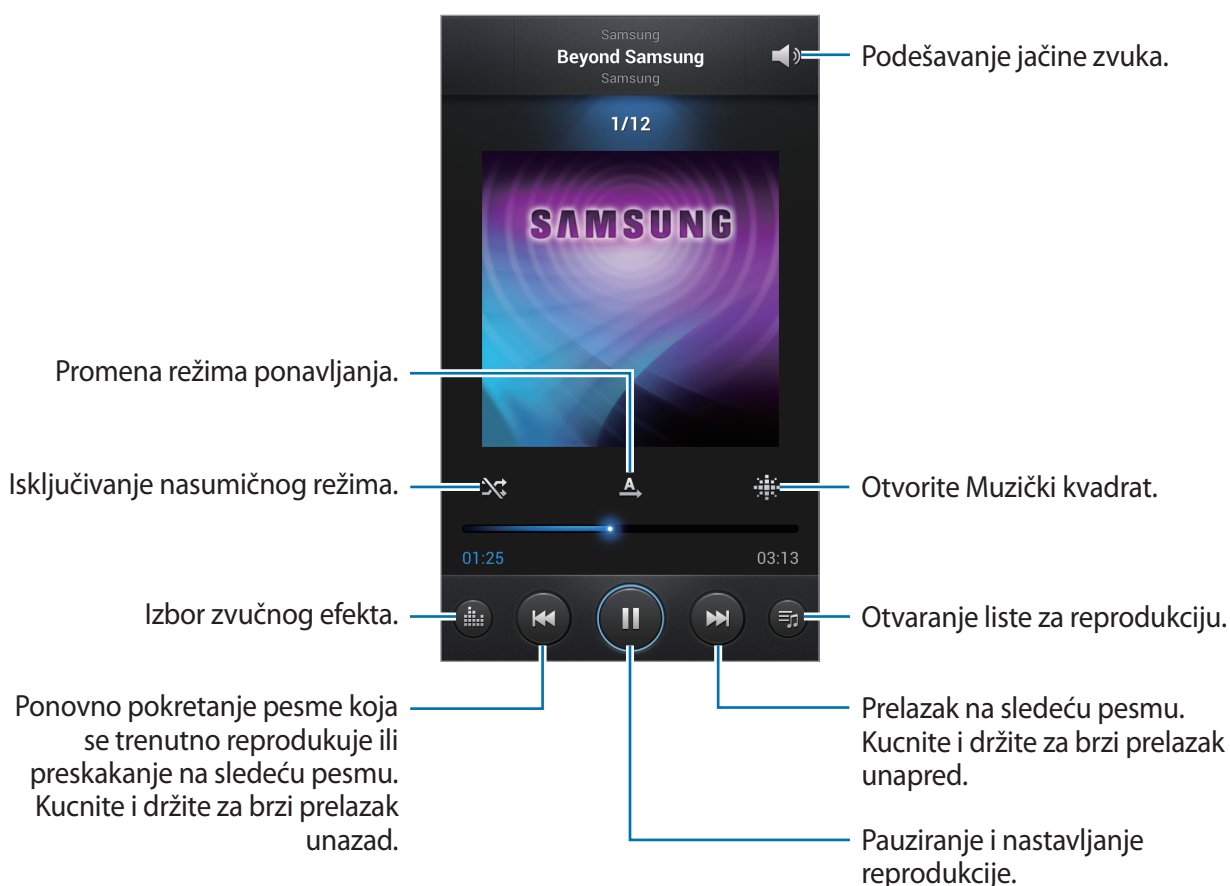 Samsung
Beyond Samsung
Samsung
Podešavanje jačine zvuka.
1/12
SAMSUNG
Promena režima ponavljanja.
Isključivanje nasumičnog režima.
A
Otvorite Muzički kvadrat.
01:25
03:13
Izbor zvučnog efekta.
Otvaranje liste za reprodukciju.
Ponovno pokretanje pesme koja
se trenutno reprodukuje ili
preskakanje na sledeću pesmu.
Kucnite i držite za brzi prelazak
unazad.
Prelazak na sledeću pesmu.
Kucnite i držite za brzi prelazak
unapred.
Pauziranje i nastavljanje
reprodukcije.